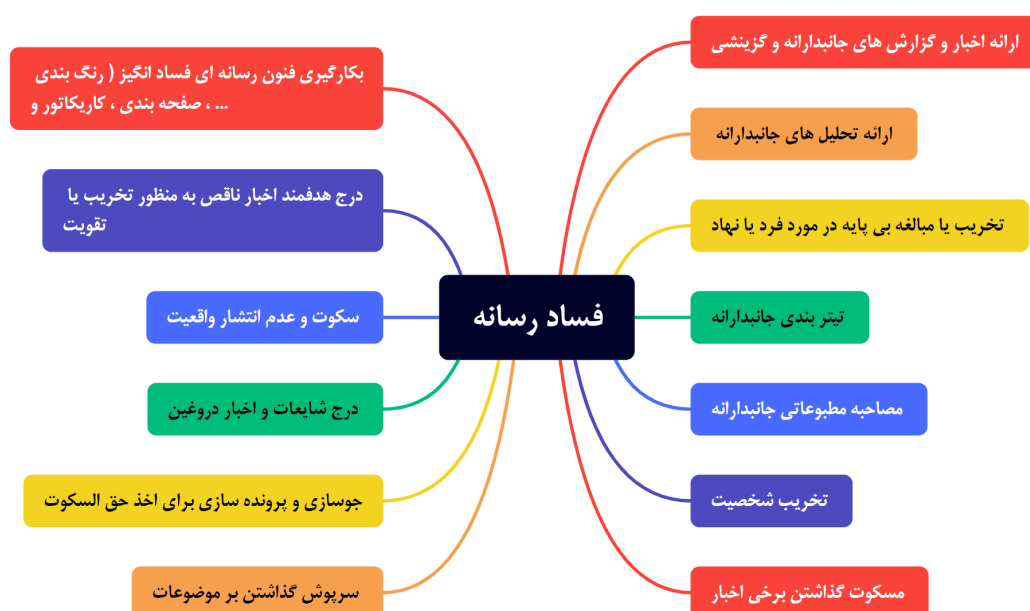 فساد رسانه
ارائه اخبار و گزارش های جانبدارانه و گزینشی
ارائه تحلیل های جانبدارانه
تخریب یا مبالغه بی پایه در مورد فرد یا نهاد
تیتر بندی جانبدارانه
مصاحبه مطبوعاتی جانبدارانه
تخریب شخصیت
مسکوت گذاشتن برخی اخبار
بکارگیری فنون رسانه ای فساد انگیز ( رنگ بندی
، صفحه بندی ، کاریکاتور و ...
درج هدفمند اخبار ناقص به منظور تخریب یا
تقویت
سکوت و عدم انتشار واقعیت
درج شایعات و اخبار دروغین
جوسازی و پرونده سازی برای اخذ حق السکوت
سرپوش گذاشتن بر موضوعات